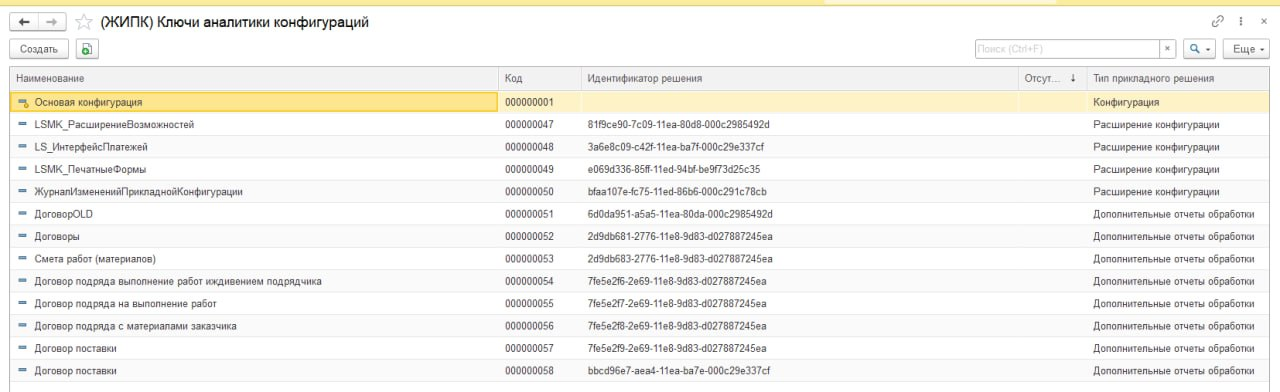 (ЖИПК) Ключи аналитики конфигураций
Создать Поиск (Ctrl+F) × Еще
Наименование Код Идентификатор решения Отсут... ↓ Тип прикладного решения
Основая конфигурация 000000001 Конфигурация
LSMK_РасширениеВозможностей 000000047 81f9ce90-7c09-11ea-80d8-000c2985492d Расширение конфигурации
LS_ИнтерфейсПлатежей 000000048 3a6e8c09-c42f-11ea-ba7f-000c29e337cf Расширение конфигурации
LSMK_ПечатныеФормы 000000049 e069d336-85ff-11ed-94bf-be9f73d25c35 Расширение конфигурации
ЖурналИзмененийПрикладнойКонфигурации 000000050 bfaa107e-fc75-11ed-86b6-000c291c78cb Расширение конфигурации
ДоговорOLD 000000051 6d0da951-a5a5-11ea-80da-000c2985492d Дополнительные отчеты обработки
Договоры 000000052 2d9db681-2776-11e8-9d83-d027887245ea Дополнительные отчеты обработки
Смета работ (материалов) 000000053 2d9db683-2776-11e8-9d83-d027887245ea Дополнительные отчеты обработки
Договор подряда выполнение работ иждивением подрядчика 000000054 7fe5e2f6-2e69-11e8-9d83-d027887245ea Дополнительные отчеты обработки
Договор подряда на выполнение работ 000000055 7fe5e2f7-2e69-11e8-9d83-d027887245ea Дополнительные отчеты обработки
Договор подряда с материалами заказчика 000000056 7fe5e2f8-2e69-11e8-9d83-d027887245ea Дополнительные отчеты обработки
Договор поставки 000000057 7fe5e2f9-2e69-11e8-9d83-d027887245ea Дополнительные отчеты обработки
Договор поставки 000000058 bbcd96e7-aea4-11ea-ba7e-000c29e337cf Дополнительные отчеты обработки